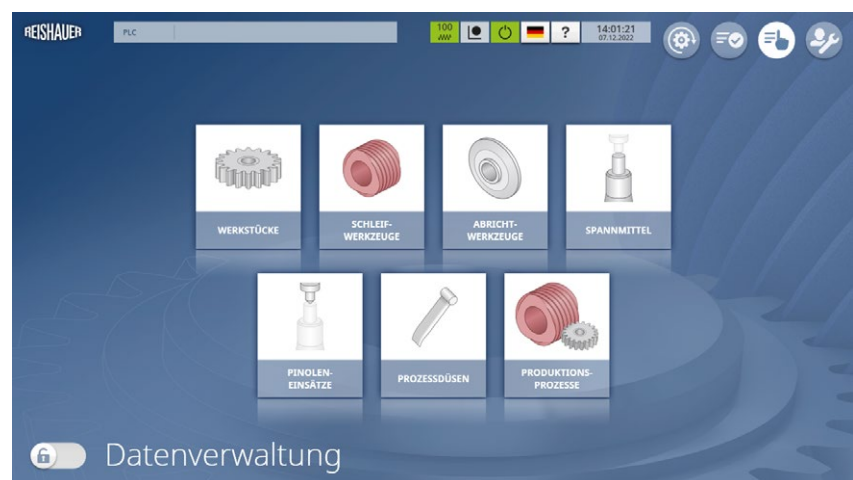 REISHAUER
PLC
100
?
14:01:21
07.12.2022
WERKSTÜCKE
SCHLEIF-
WERKZEUGE
ABRICHT-
WERKZEUGE
SPANNMITTEL
PINOLEN-
EINSÄTZE
PROZESSDÜSEN
PRODUKTIONS-
PROZESSE
Datenverwaltung